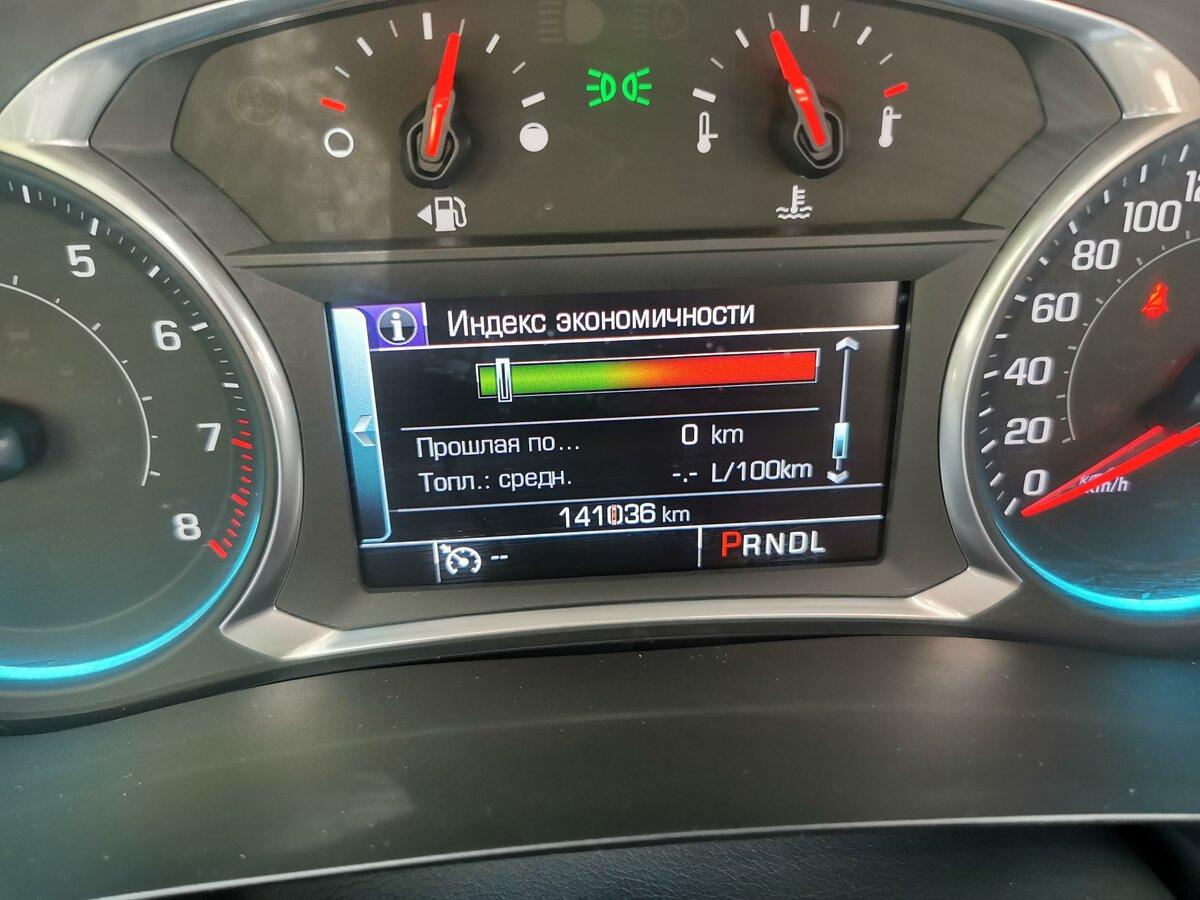 5
6
7
8
Индекс экономичности
Прошлая по... 0 km
Топл.: средн. -.- L/100km
141036 km
--
PRNDL
100
80
60
40
20
0
km/h